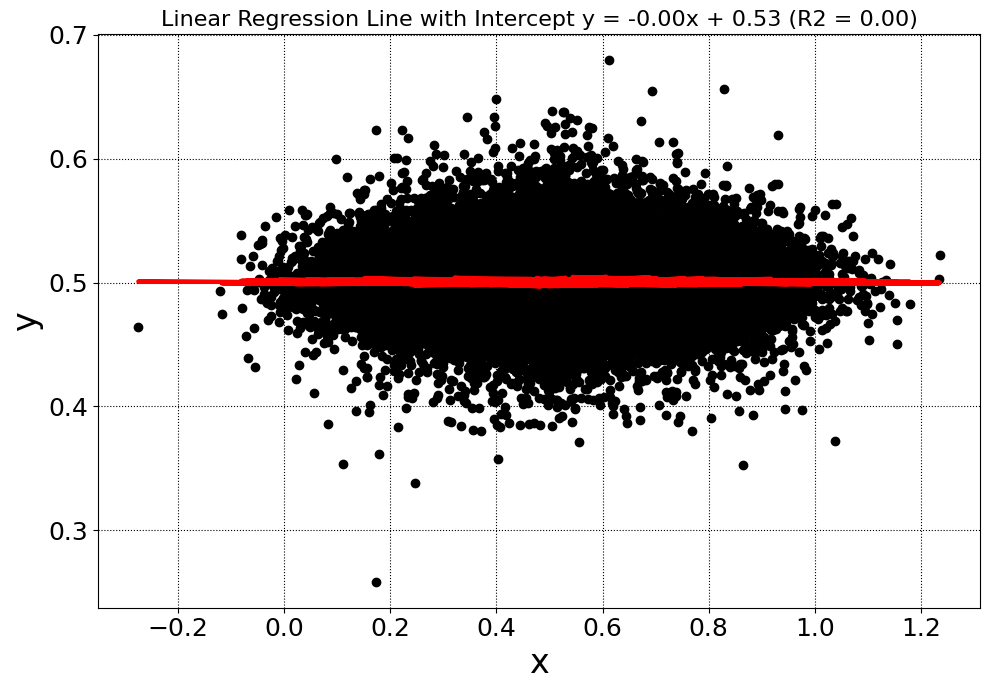 Linear Regression Line with Intercept y = -0.00x + 0.53 (R2 = 0.00)
0.7
0.6
0.5
0.4
0.3
y
−0.2 0.0 0.2 0.4 0.6 0.8 1.0 1.2
x